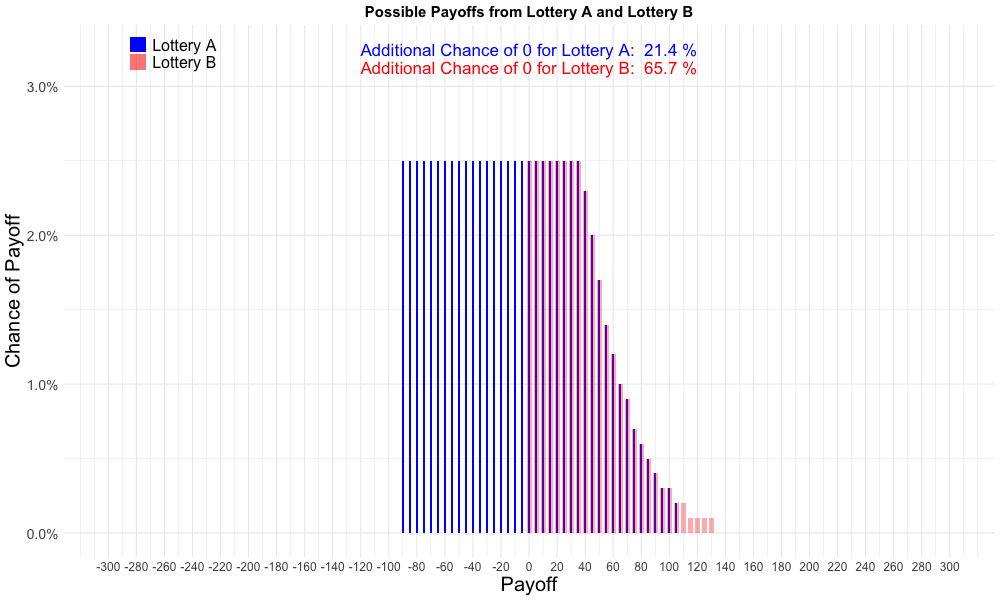 Possible Payoffs from Lottery A and Lottery B
Lottery A
Lottery B
Additional Chance of 0 for Lottery A: 21.4 %
Additional Chance of 0 for Lottery B: 65.7 %
Chance of Payoff
3.0%
2.0%
1.0%
0.0%
-300 -280 -260 -240 -220 -200 -180 -160 -140 -120 -100 -80 -60 -40 -20 0 20 40 60 80 100 120 140 160 180 200 220 240 260 280 300
Payoff